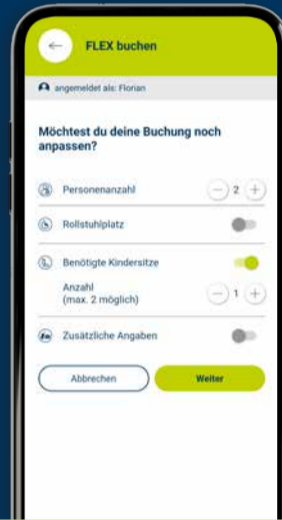 FLEX buchen
angemeldet als: Florian
Möchtest du deine Buchung noch
anpassen?
Personenanzahl
2
Rollstuhlplatz
Benötigte Kindersitze
Anzahl
(max. 2 möglich)
1
Zusätzliche Angaben
Abbrechen
Weiter